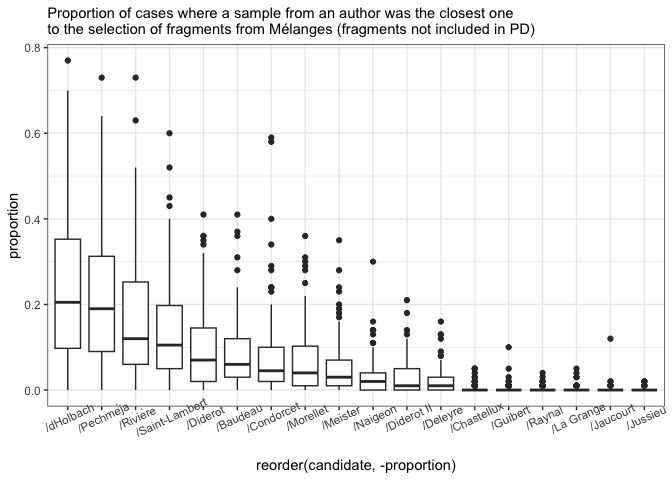 Proportion of cases where a sample from an author was the closest one
to the selection of fragments from Mélanges (fragments not included in PD)
0.8
0.6
0.4
0.2
0.0
proportion
/dHolbach
/Pechmeja
/Rivière
/Saint-Lambert
/Diderot
/Baudeau
/Condorcet
/Morellet
/Meister
/Naigeon
/Diderot II
/Deleyre
/Chastellux
/Guibert
/Raynal
/La Grange
/Jaucourt
/Jussieu
reorder(candidate, -proportion)